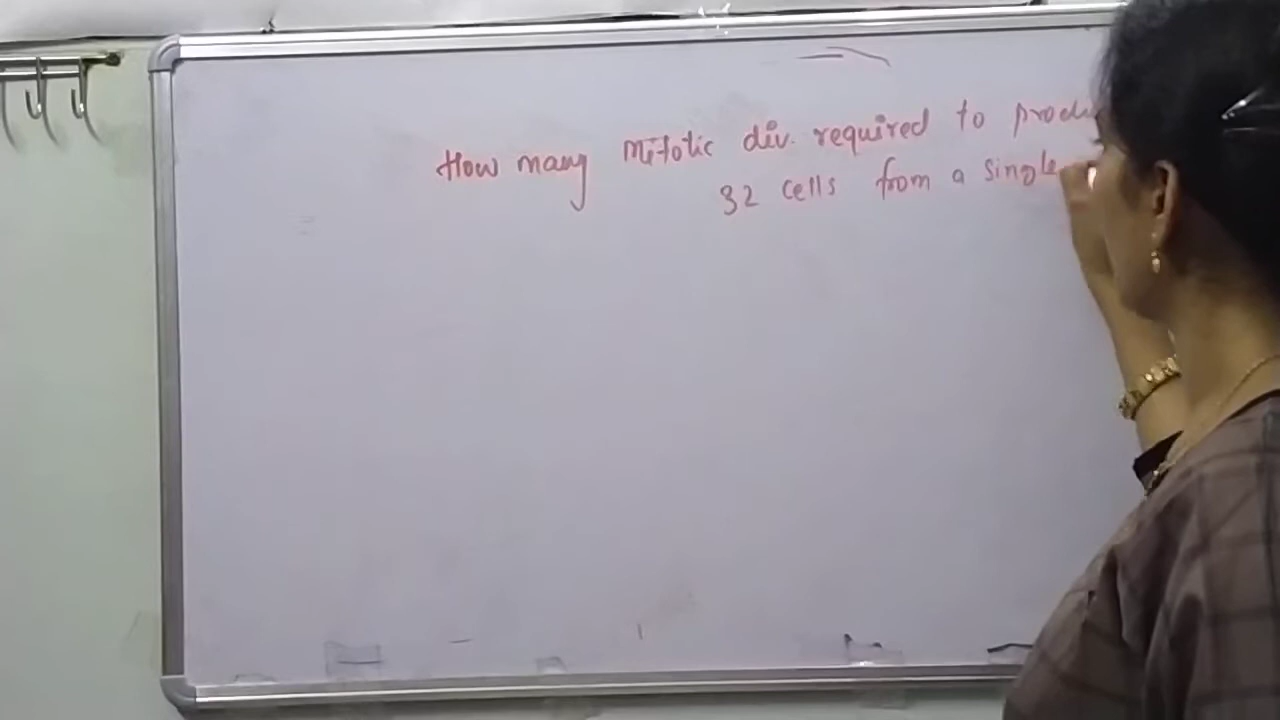 How many Mitotic div. required to produ
32 cells from a single